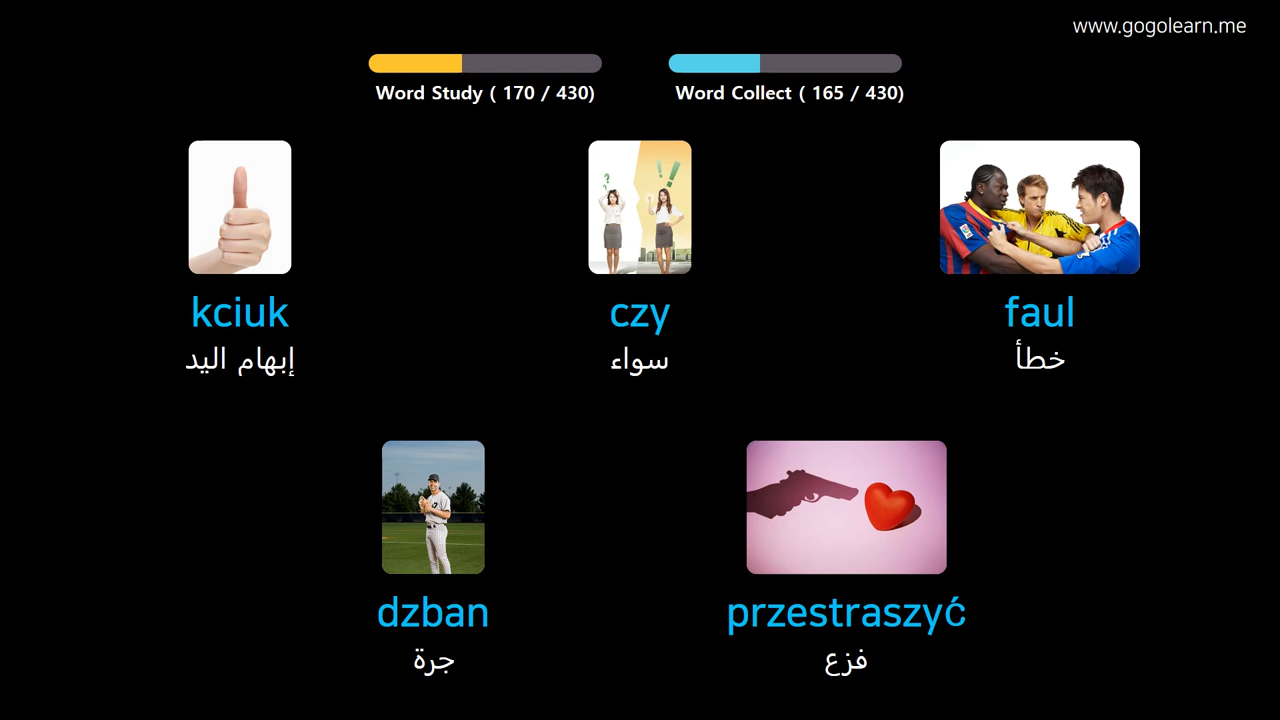 www.gogolearn.me
Word Study ( 170 / 430)
Word Collect ( 165 / 430)
kciuk
إبهام اليد
czy
سواء
faul
خطأ
dzban
جرة
przestraszyć
فزع